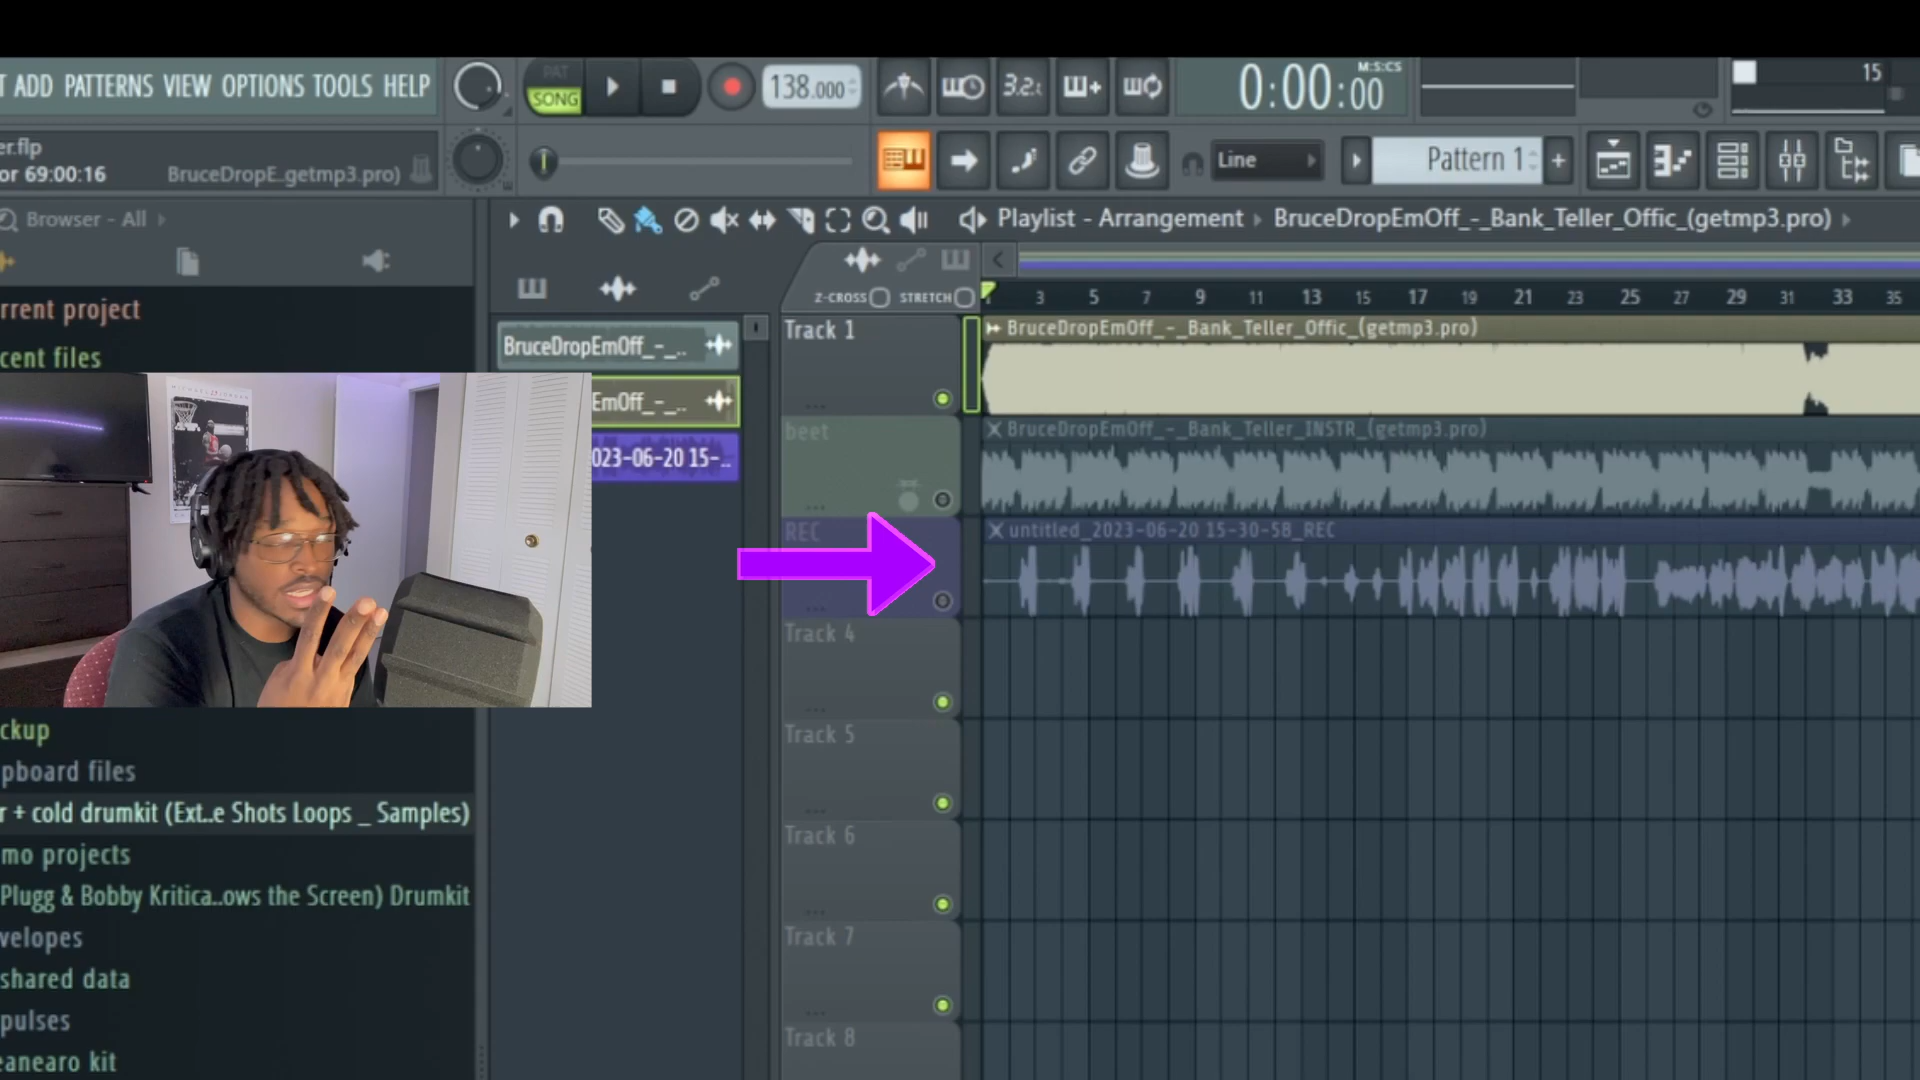 T ADD PATTERNS VIEW OPTIONS TOOLS HELP
PAT
SONG
138.000
3.2.:
0:00:00
M:S:CS
15
er.flp
or 69:00:16
BruceDropE_getmp3.pro)
Line
Pattern 1
+
Browser - All
Playlist - Arrangement
BruceDropEmOff_-_Bank_Teller_Offic_(getmp3.pro)
Z-CROSS
STRETCH
1 3 5 7 9 11 13 15 17 19 21 23 25 27 29 31 33 35
rrent project
cent files
BruceDropEmOff_-_..
EmOff_-_..
023-06-20 15-..
Track 1
BruceDropEmOff_-_Bank_Teller_Offic_(getmp3.pro)
beet
BruceDropEmOff_-_Bank_Teller_INSTR_(getmp3.pro)
REC
untitled_2023-06-20 15-30-58_REC
Track 4
Track 5
Track 6
Track 7
Track 8
ckup
pboard files
r + cold drumkit (Ext..e Shots Loops _ Samples)
mo projects
Plugg & Bobby Kritica..ows the Screen) Drumkit
velopes
shared data
pulses
eanearo kit